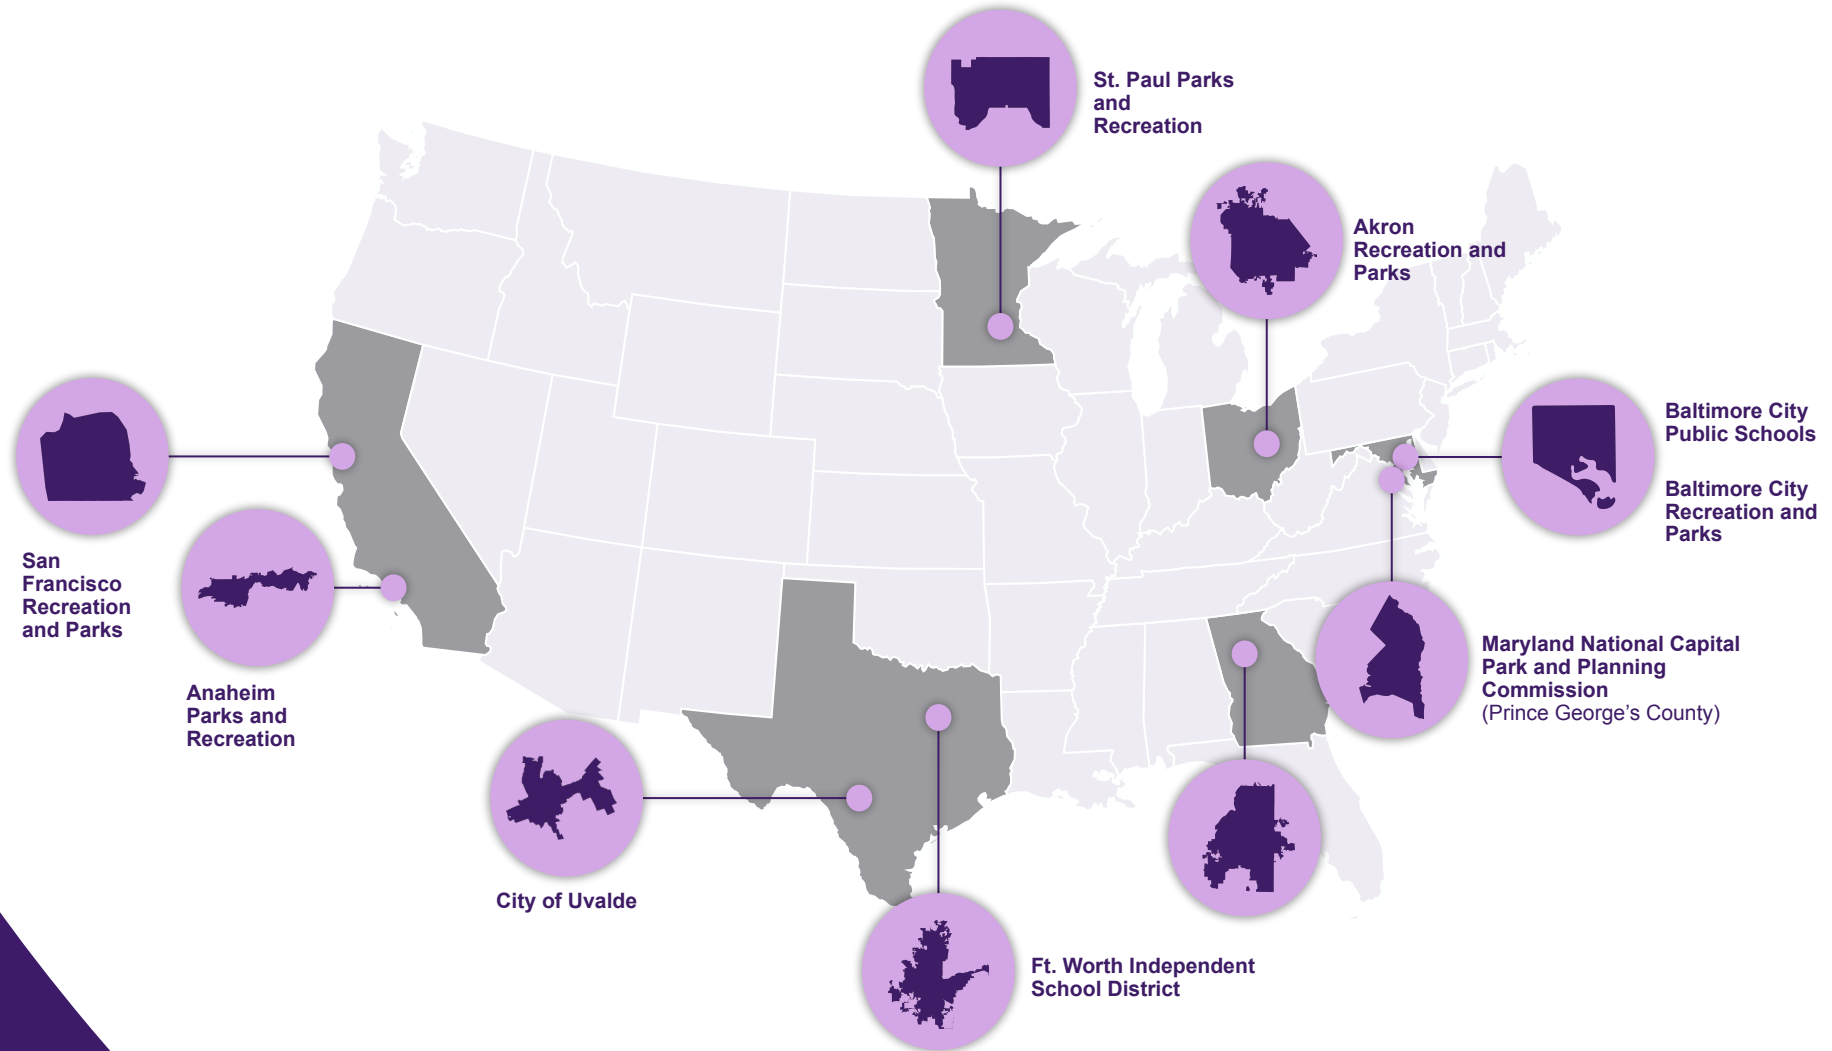 St. Paul Parks
and
Recreation
Akron
Recreation and
Parks
Baltimore City
Public Schools
Baltimore City
Recreation and
Parks
San
Francisco
Recreation
and Parks
Anaheim
Parks and
Recreation
Maryland National Capital
Park and Planning
Commission
(Prince George’s County)
City of Uvalde
Ft. Worth Independent
School District